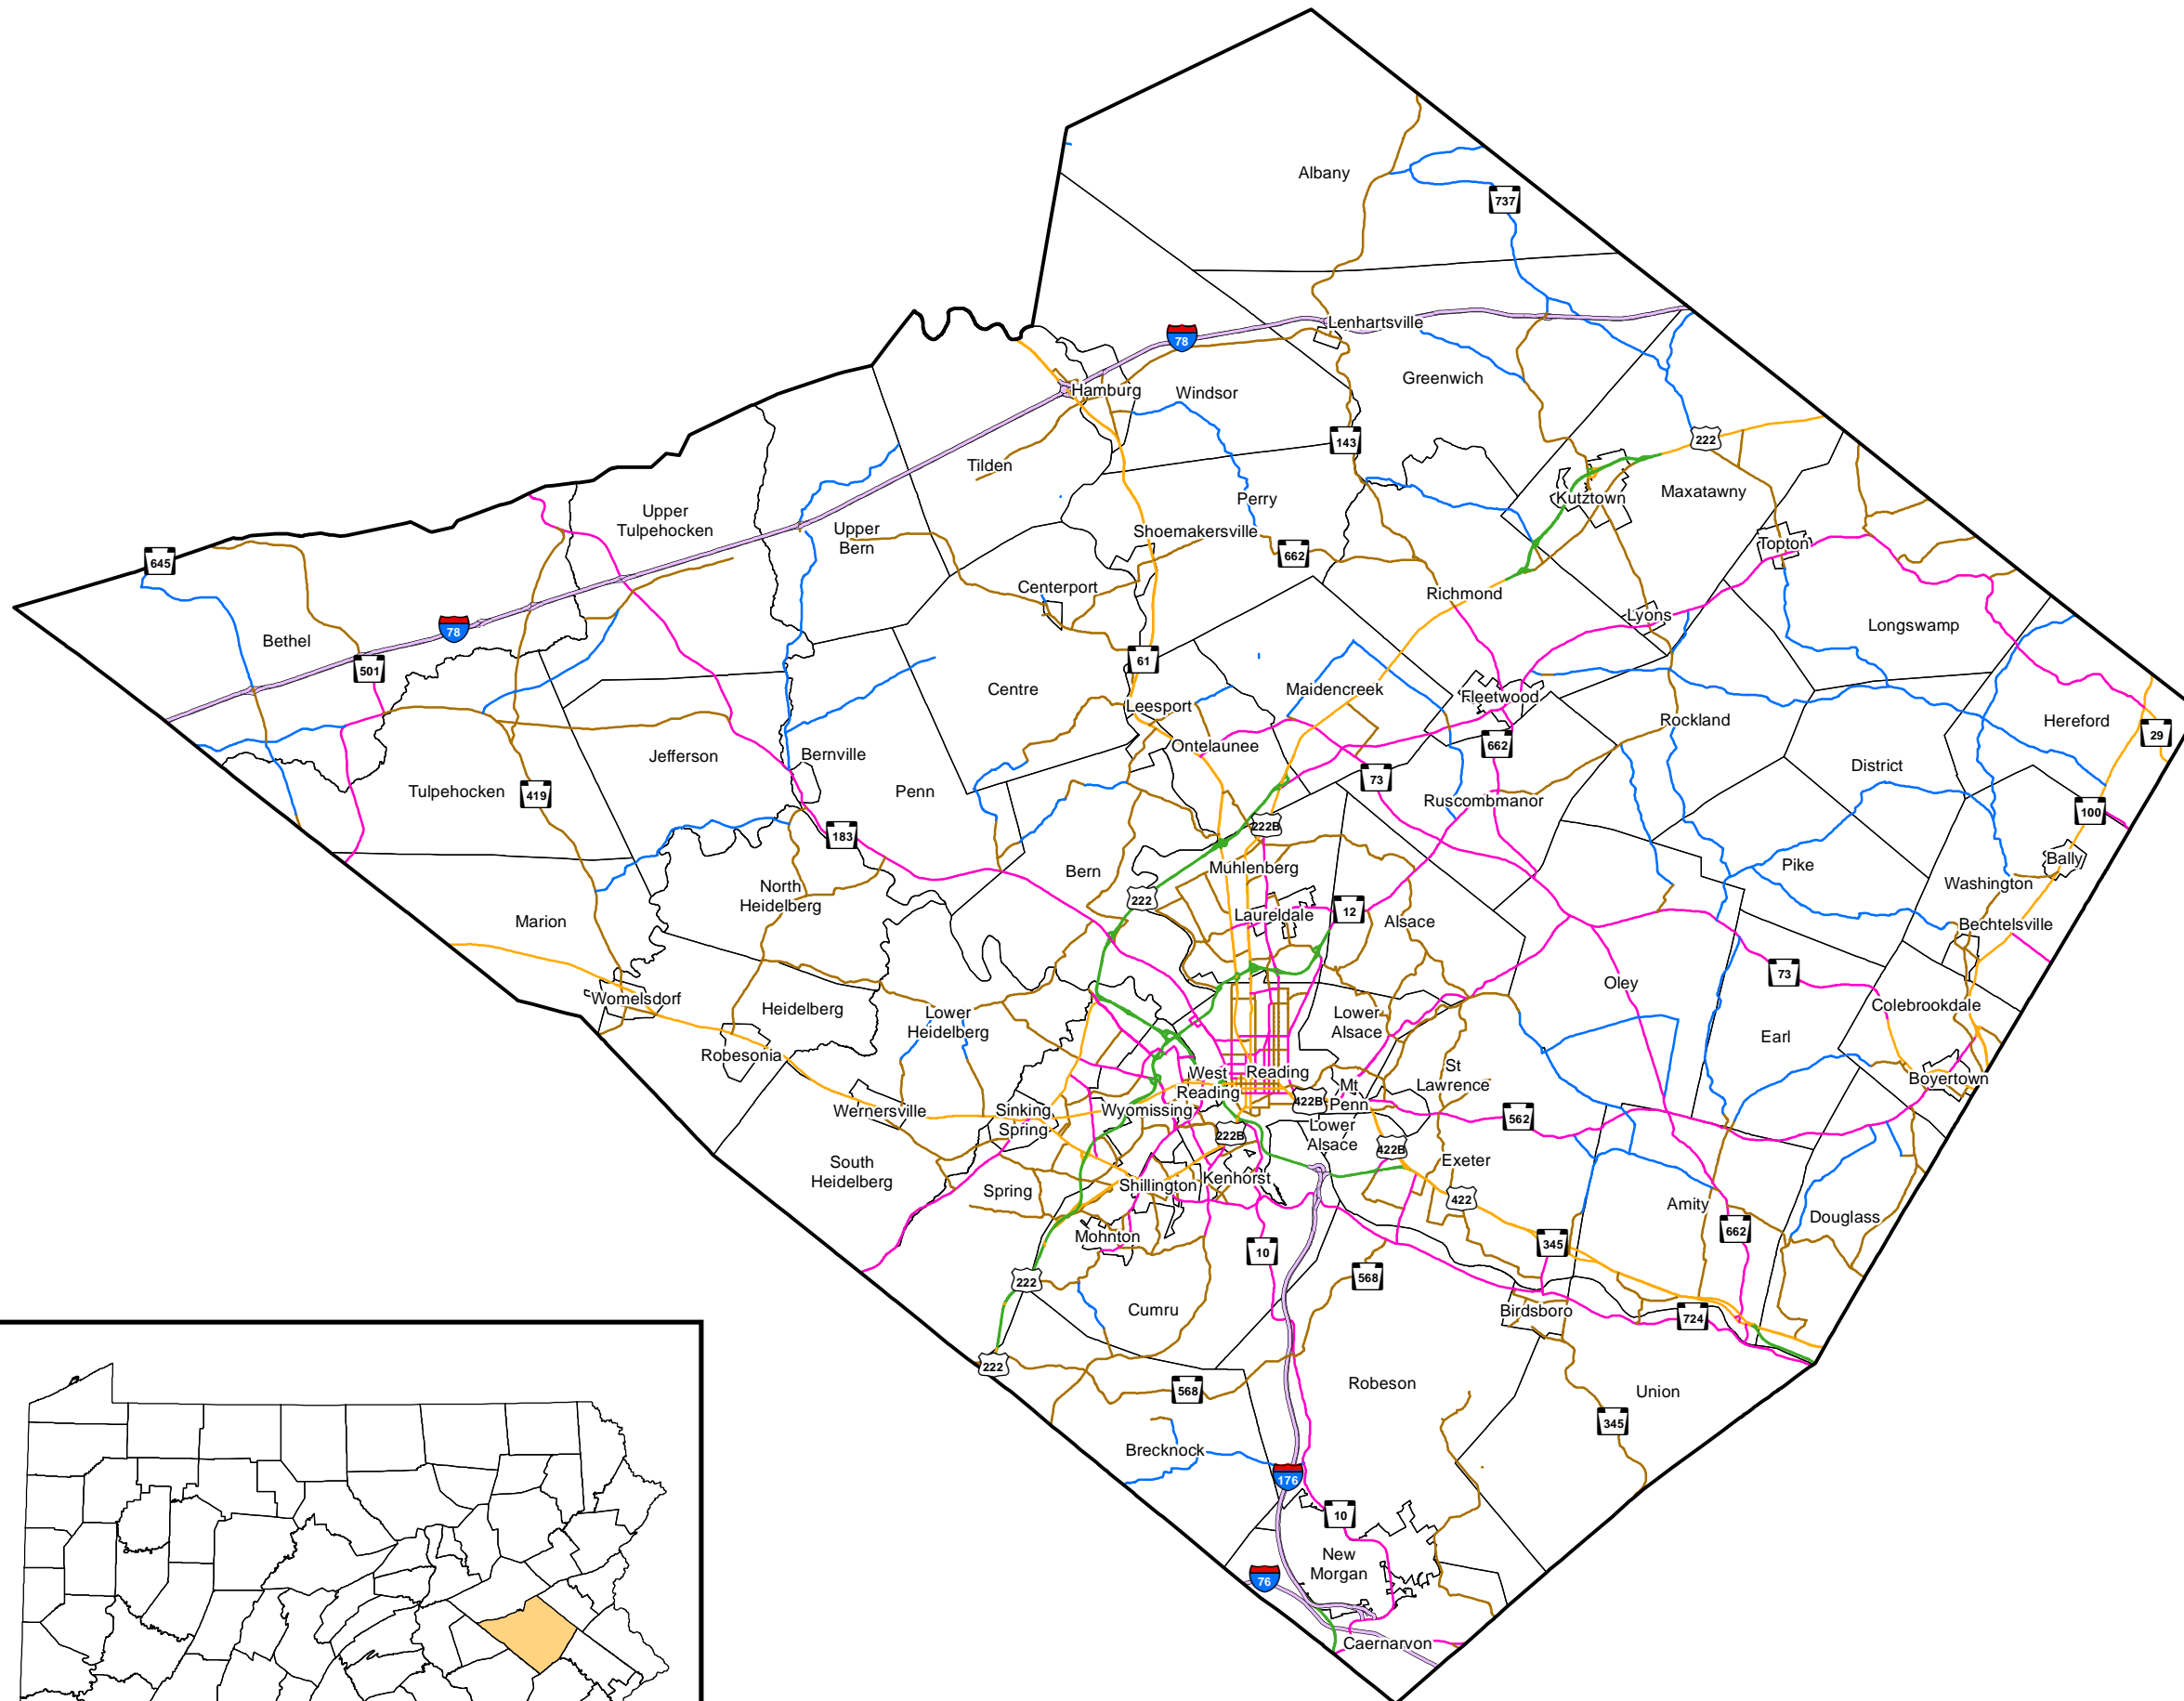 Albany
737
Lenhartsville
78
Greenwich
Hamburg
Windsor
143
222
Tilden
Kutztown
Maxatawny
Perry
Upper
Tulpehocken
Upper
Bern
Shoemakersville
Topton
645
662
Centerport
Richmond
Lyons
Longswamp
78
Bethel
501
61
Centre
Maidencreek
Fleetwood
Leesport
Rockland
Hereford
29
Ontelaunee
662
Jefferson
Bernville
73
District
Tulpehocken
419
Penn
Ruscombmanor
100
183
222B
Bally
Muhlenberg
Bern
Pike
Washington
North
Heidelberg
222
Laureldale
12
Alsace
Marion
Bechtelsville
73
Oley
Womelsdorf
Heidelberg
Lower
Heidelberg
Lower
Alsace
Colebrookdale
Earl
Robesonia
West
Reading
Reading
St
Lawrence
Boyertown
Mt
Penn
422B
Wernersville
Sinking
Spring
Wyomissing
562
222B
Lower
Alsace
422B
Exeter
South
Heidelberg
Spring
Shillington
Kenhorst
422
Amity
Douglass
662
Mohnton
10
345
568
222
Cumru
Birdsboro
724
222
568
Robeson
Union
345
Brecknock
176
10
New
Morgan
76
Caernarvon